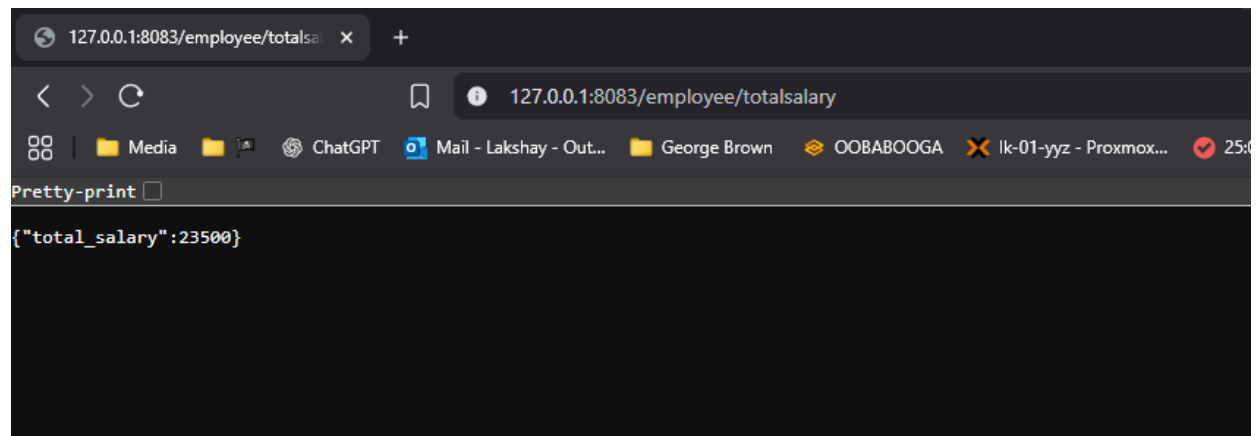 127.0.0.1:8083/employee/totalsa
127.0.0.1:8083/employee/totalsalary
Media ChatGPT Mail - Lakshay - Out... George Brown OOBABOOGA lk-01-yyz - Proxmox... 25:
Pretty-print
{"total_salary":23500}